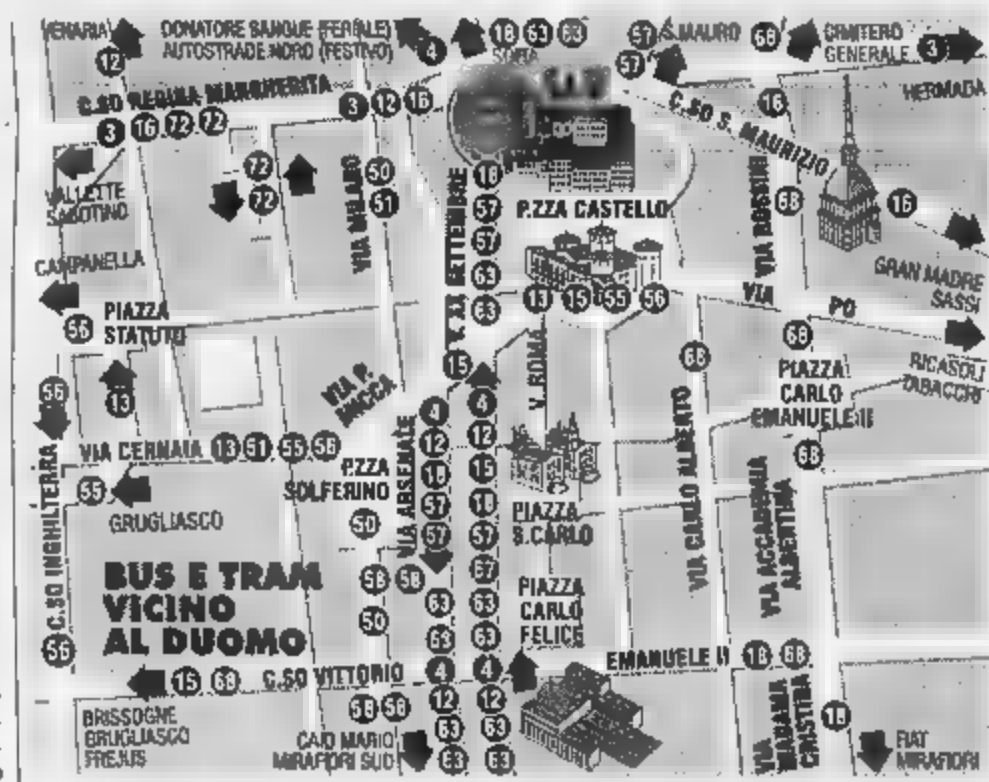 VENARIA
DONATORE SANGUE (FERIALE)
AUTOSTRADE NORD (FESTIVO)
4
18 63 63
SOFIA
57
S.MAURO
68
CIMITERO
GENERALE
3
HERMADA
12
57
C.SO REGINA MARGHERITA
3 12 16
C.SO S. MAURIZIO
16
3 16 72 72
VALLETTE
SABOTINO
72
72
VIA MILANO
50
51
V. XX SETTEMBRE
18
57
57
63
63
P.ZZA CASTELLO
VIA ROSSINI
68
16
GRAN MADRE
SASSI
CAMPANELLA
56
PIAZZA
STATUTO
13 15 55 56
VIA PO
68
68
RICASOLI
TABACCHI
PIAZZA
CARLO
EMANUELE II
68
56
13
15
V. ROMA
VIA P.
MICCA
VIA CERNAIA 13 51 55 56
P.ZZA
SOLFERINO
50
VIA ARSENALE
4
12
18
57
57
63
63
4
12
63
63
4
12
15
18
57
67
63
63
4
12
63
63
C.SO INGHILTERRA
55
GRUGLIASCO
56
PIAZZA
S.CARLO
VIA CARLO ALBERTO
VIA ACCADEMIA
ALBERTINA
58 58
50
PIAZZA
CARLO
FELICE
BUS E TRAM
VICINO
AL DUOMO
15 68
C.SO VITTORIO
EMANUELE II
18 68
58 58
BRISSOGNE
BRUGLIASCO
FREJUS
CAIO MARIO
MIRAFIORI SUD
VIA
MADAMA
CRISTINA
18
FIAT
MIRAFIORI